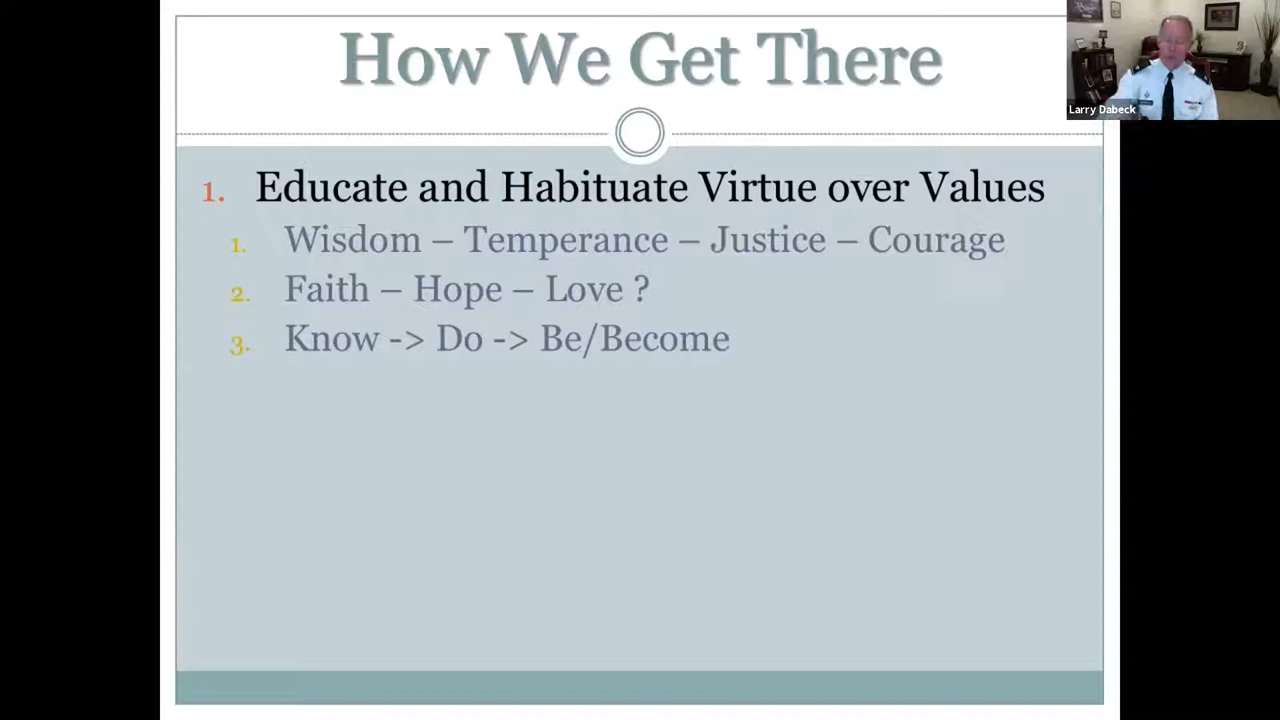 How We Get There
Larry Dabeck
1. Educate and Habituate Virtue over Values
1. Wisdom – Temperance – Justice – Courage
2. Faith – Hope – Love ?
3. Know -> Do -> Be/Become